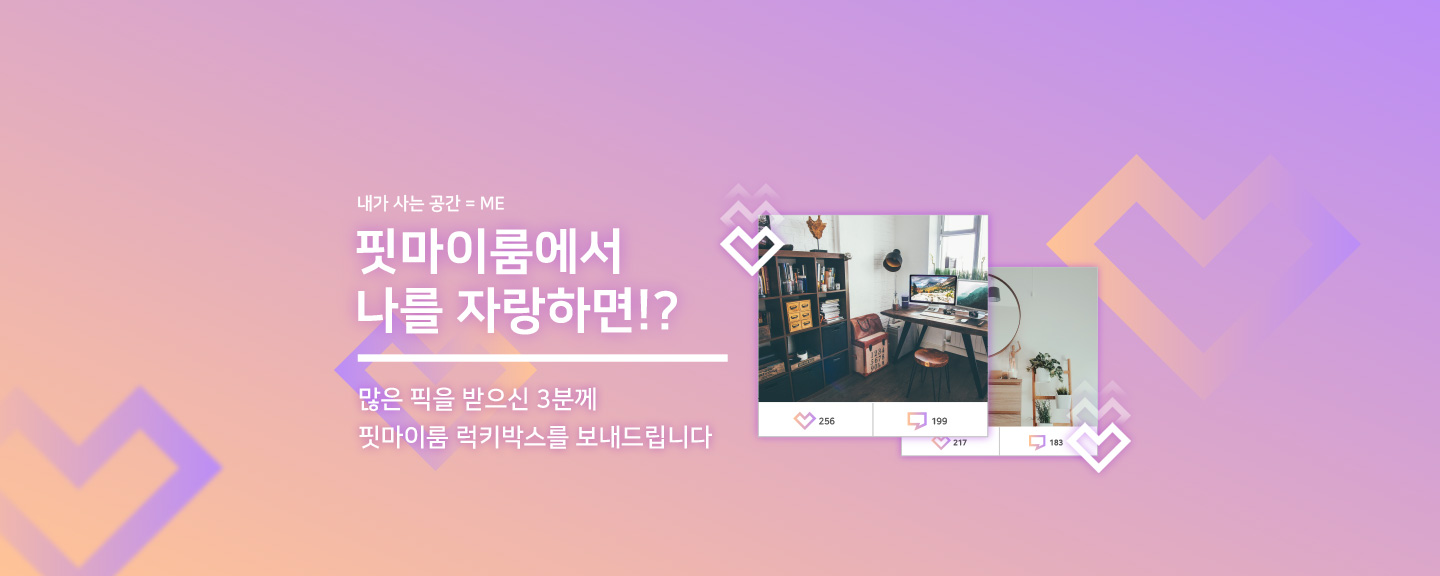 내가 사는 공간 = ME
핏마이룸에서
나를 자랑하면!?
많은 픽을 받으신 3분께
핏마이룸 럭키박스를 보내드립니다
256
199
217
183